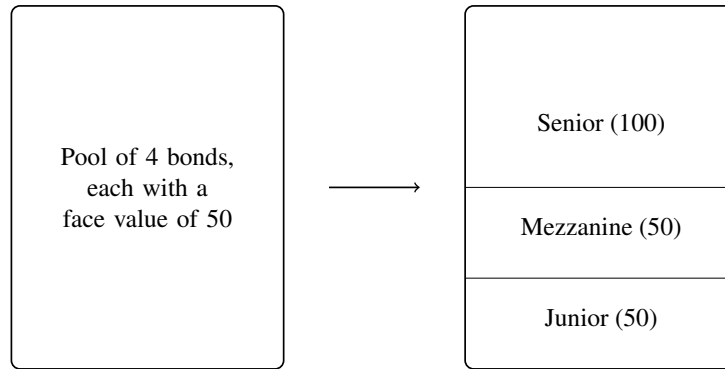 Pool of 4 bonds,
each with a
face value of 50
Senior (100)
Mezzanine (50)
Junior (50)